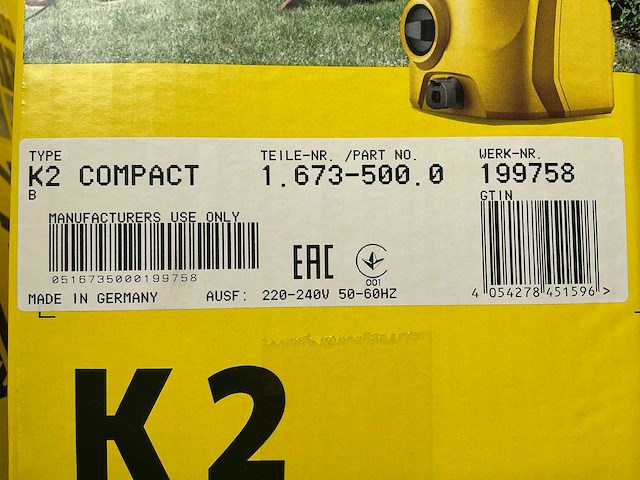 TYPE TEILE-NR. /PART NO. WERK-NR.
K2 COMPACT 1.673-500.0 199758
B GTIN
MANUFACTURERS USE ONLY
0516735000199758
EAC
001
4 054278 451596 >
MADE IN GERMANY AUSF: 220-240V 50-60HZ
K2